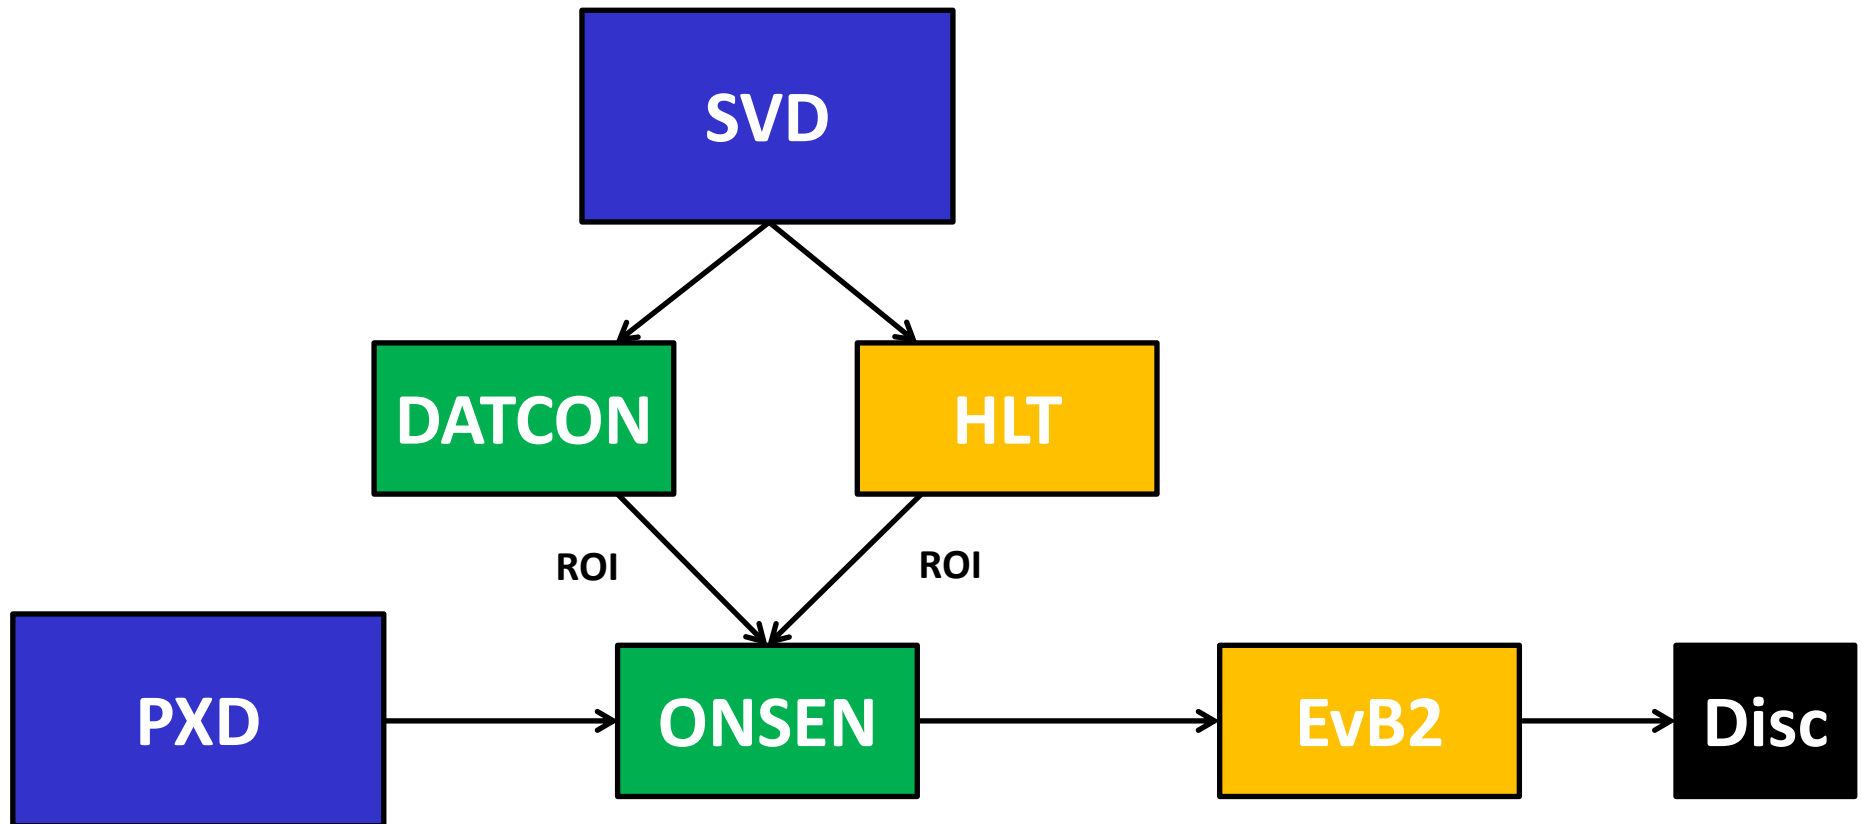 SVD
DATCON
HLT
ROI
ROI
PXD
ONSEN
EvB2
Disc